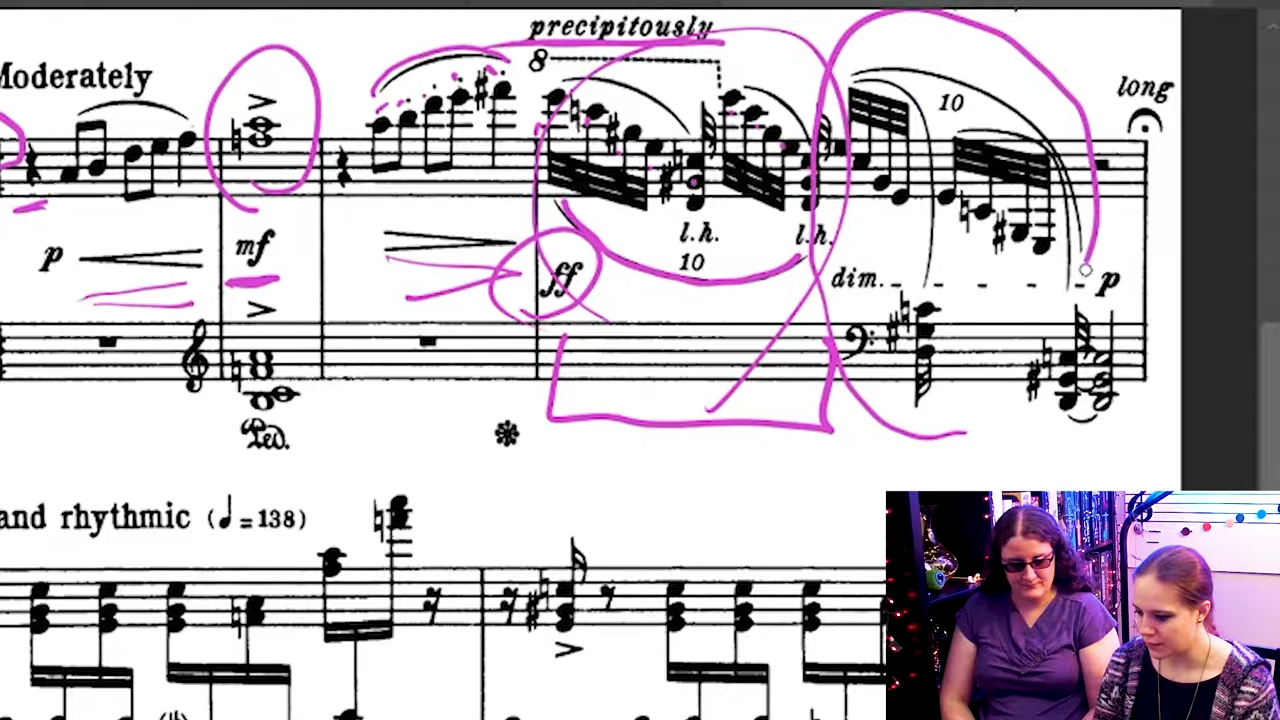 precipitously
8
Moderately
10
long
p
mf
l.h.
l.h.
10
ff
dim.
p
Ped.
and rhythmic (♩=138)